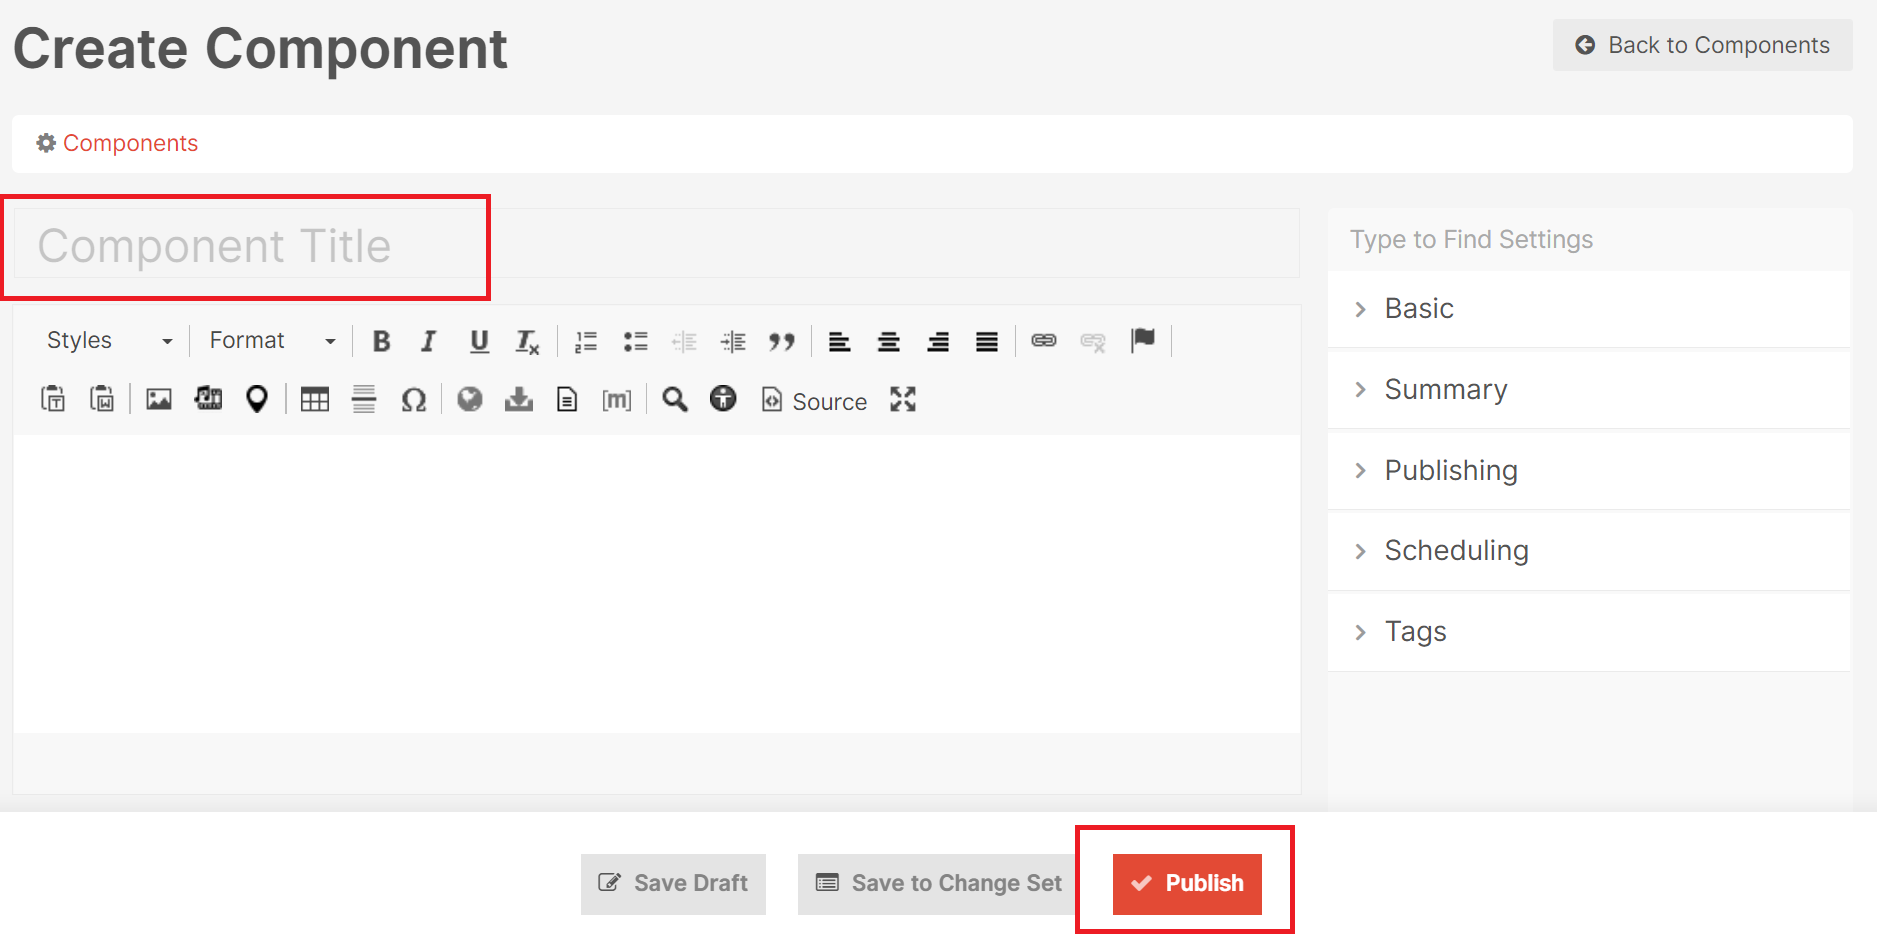 Create Component
Back to Components
Components
Component Title
Type to Find Settings
Styles Format B I U Tx
[m] Source
Basic
Summary
Publishing
Scheduling
Tags
Save Draft Save to Change Set Publish